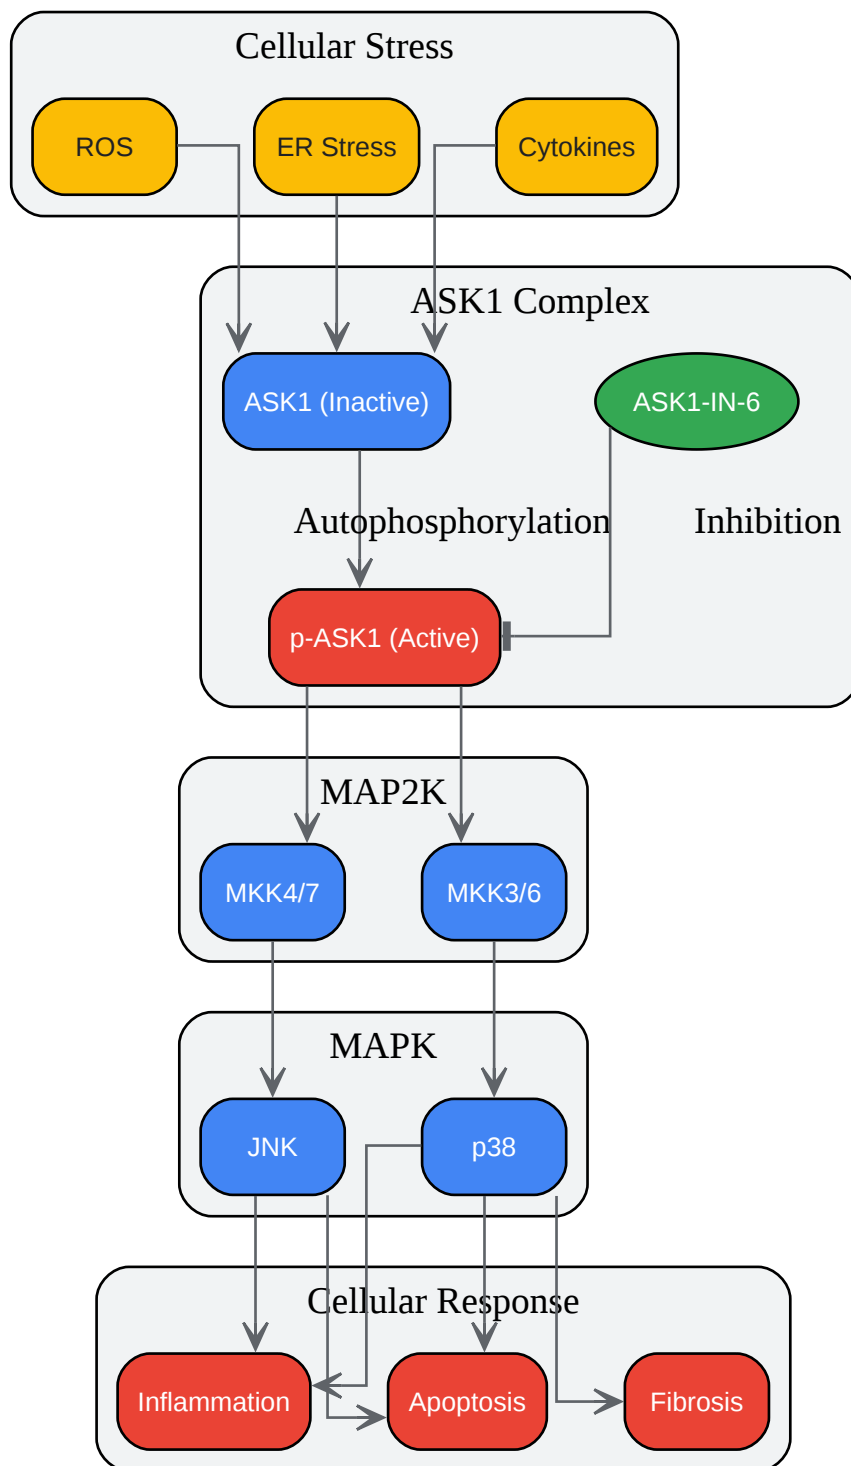 Cellular Stress
ROS
ER Stress
Cytokines
ASK1 Complex
ASK1 (Inactive)
ASK1-IN-6
Autophosphorylation
Inhibition
p-ASK1 (Active)
MAP2K
MKK4/7
MKK3/6
MAPK
JNK
p38
Cellular Response
Inflammation
Apoptosis
Fibrosis